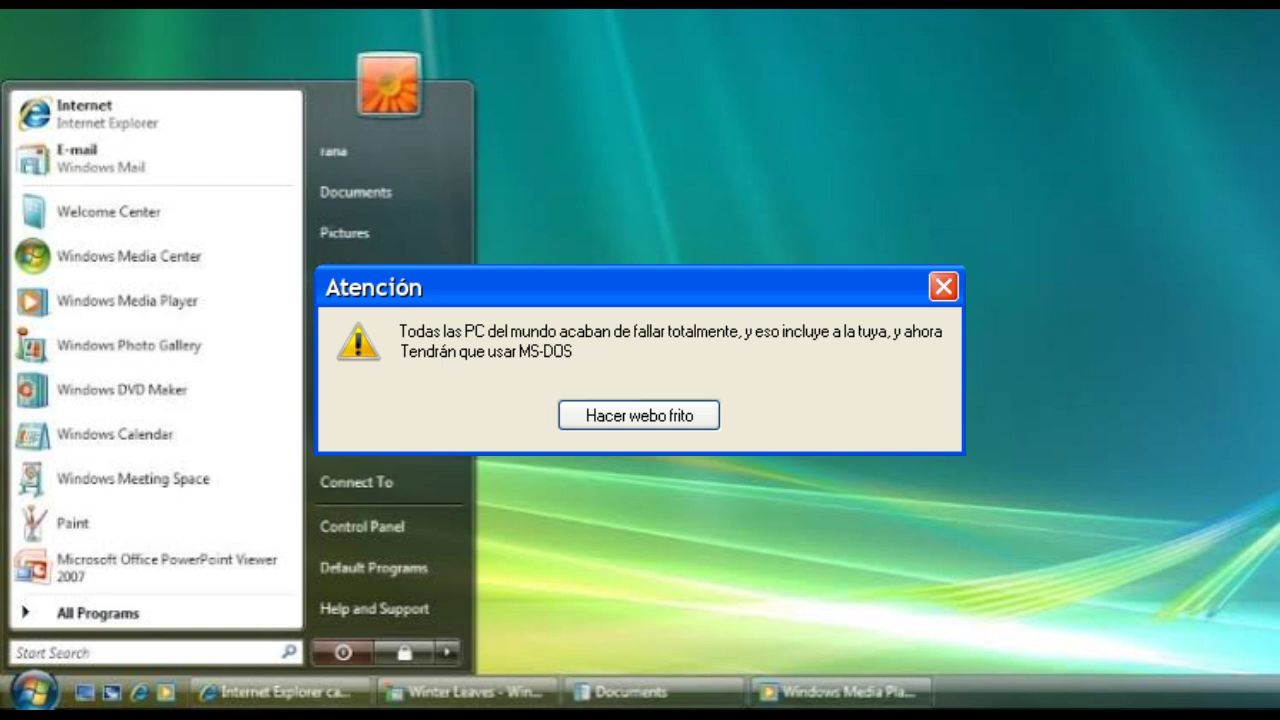 Internet
Internet Explorer
E-mail
Windows Mail
Welcome Center
Windows Media Center
Windows Media Player
Windows Photo Gallery
Windows DVD Maker
Windows Calendar
Windows Meeting Space
Paint
Microsoft Office PowerPoint Viewer
2007
All Programs
Start Search
rana
Documents
Pictures
Atención
Todas las PC del mundo acaban de fallar totalmente, y eso incluye a la tuya, y ahora
Tendrán que usar MS-DOS
Hacer webo frito
Connect To
Control Panel
Default Programs
Help and Support
Internet Explorer ca...
Winter Leaves - Win...
Documents
Windows Media Pla...